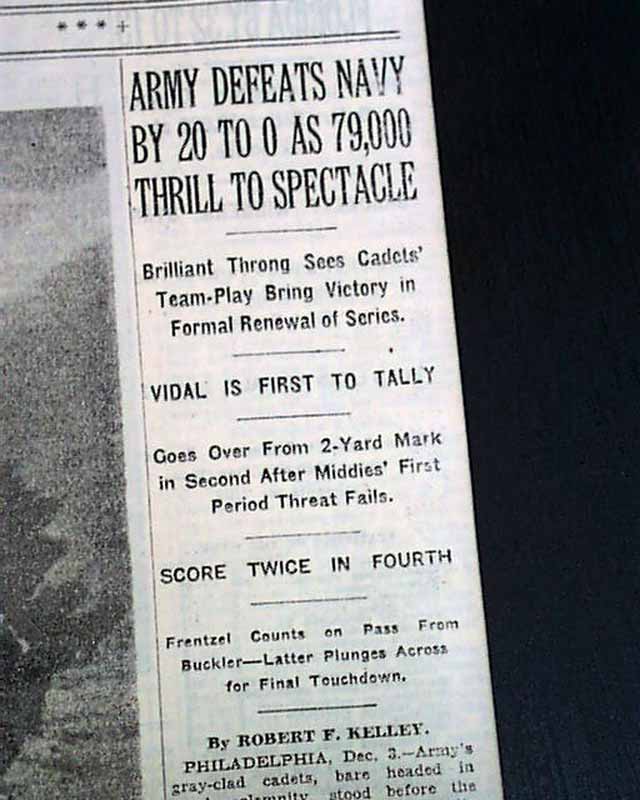 * * * +
ARMY DEFEATS NAVY
BY 20 TO 0 AS 79,000
THRILL TO SPECTACLE
Brilliant Throng Sees Cadets'
Team-Play Bring Victory in
Formal Renewal of Series.
VIDAL IS FIRST TO TALLY
Goes Over From 2-Yard Mark
in Second After Middies' First
Period Threat Fails.
SCORE TWICE IN FOURTH
Frentzel Counts on Pass From
Buckler—Latter Plunges Across
for Final Touchdown.
By ROBERT F. KELLEY.
PHILADELPHIA, Dec. 3.—Army's
gray-clad cadets, bare headed in
stood before the